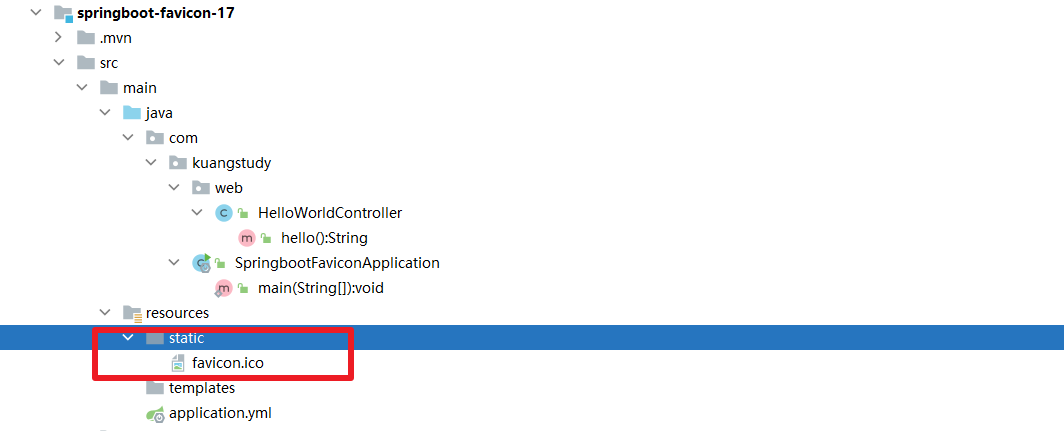 springboot-favicon-17
.mvn
src
main
java
com
kuangstudy
web
HelloWorldController
hello():String
SpringbootFaviconApplication
main(String[]):void
resources
static
favicon.ico
templates
application.yml